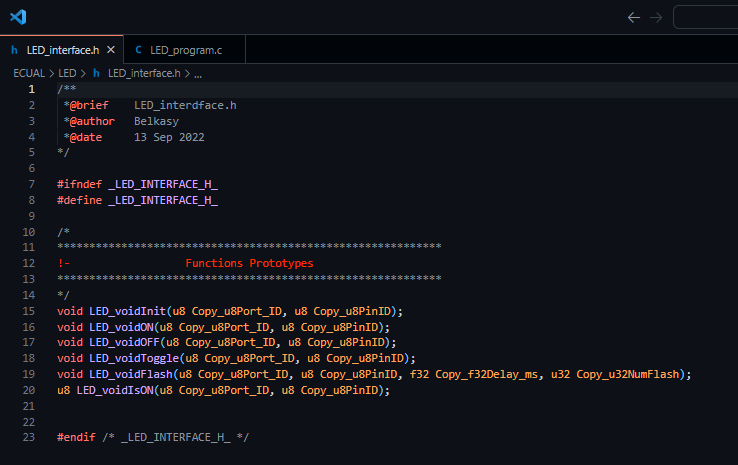 LED_interface.h
LED_program.c
ECUAL > LED > h LED_interface.h > ...
1 /**
2 *@brief LED_interdface.h
3 *@author Belkasy
4 *@date 13 Sep 2022
5 */
6
7 #ifndef _LED_INTERFACE_H_
8 #define _LED_INTERFACE_H_
9
10 /*
11 ************************************************************
12 !- Functions Prototypes
13 ************************************************************
14 */
15 void LED_voidInit(u8 Copy_u8Port_ID, u8 Copy_u8PinID);
16 void LED_voidON(u8 Copy_u8Port_ID, u8 Copy_u8PinID);
17 void LED_voidOFF(u8 Copy_u8Port_ID, u8 Copy_u8PinID);
18 void LED_voidToggle(u8 Copy_u8Port_ID, u8 Copy_u8PinID);
19 void LED_voidFlash(u8 Copy_u8Port_ID, u8 Copy_u8PinID, f32 Copy_f32Delay_ms, u32 Copy_u32NumFlash);
20 u8 LED_voidIsON(u8 Copy_u8Port_ID, u8 Copy_u8PinID);
21
22
23 #endif /* _LED_INTERFACE_H_ */